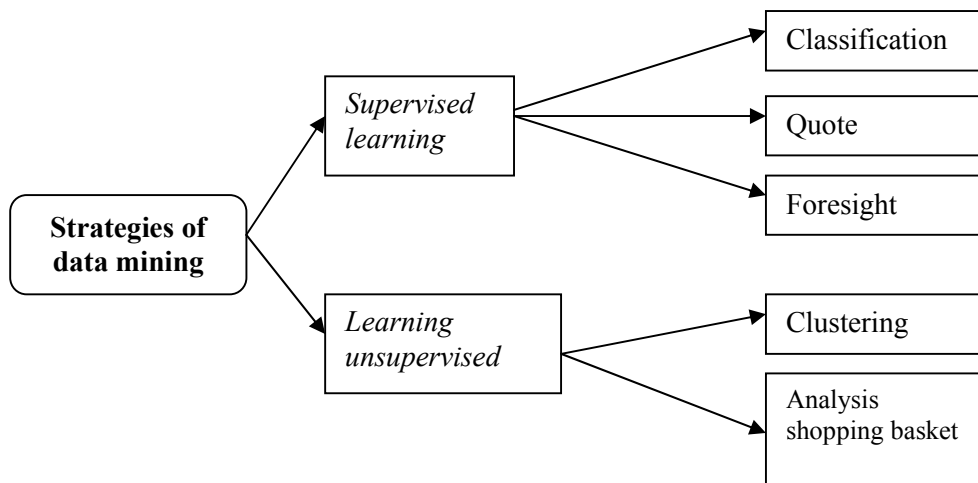 Strategies of
data mining
Supervised
learning
Classification
Quote
Foresight
Learning
unsupervised
Clustering
Analysis
shopping basket